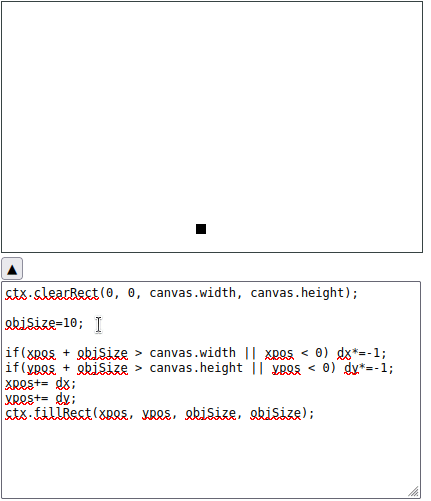 ▲
ctx.clearRect(0, 0, canvas.width, canvas.height);
objSize=10;
if(xpos + objSize > canvas.width || xpos < 0) dx*=-1;
if(ypos + objSize > canvas.height || ypos < 0) dy*=-1;
xpos+= dx;
ypos+= dy;
ctx.fillRect(xpos, ypos, objSize, objSize);